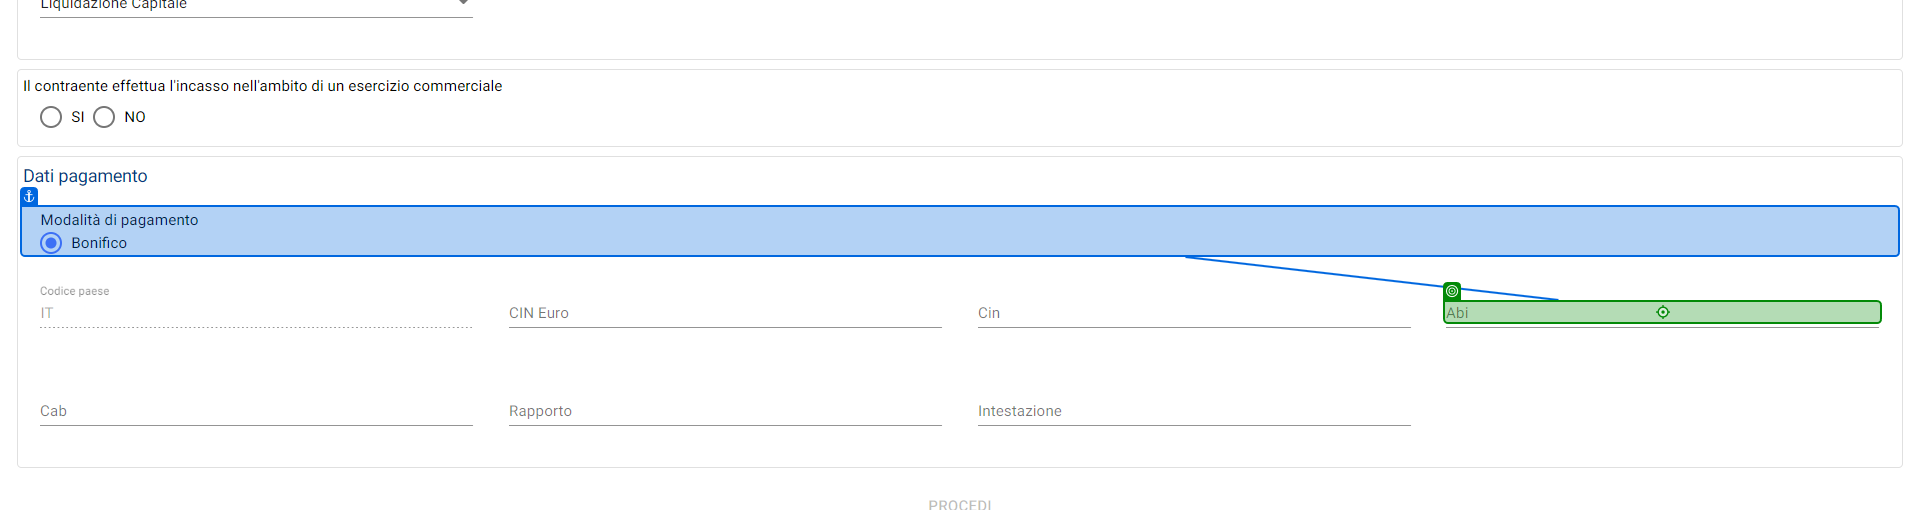 Liquidazione Capitale
Il contraente effettua l'incasso nell'ambito di un esercizio commerciale
SI NO
Dati pagamento
Modalità di pagamento
Bonifico
Codice paese
IT
CIN Euro
Cin
Abi
Cab
Rapporto
Intestazione
PROCEDI